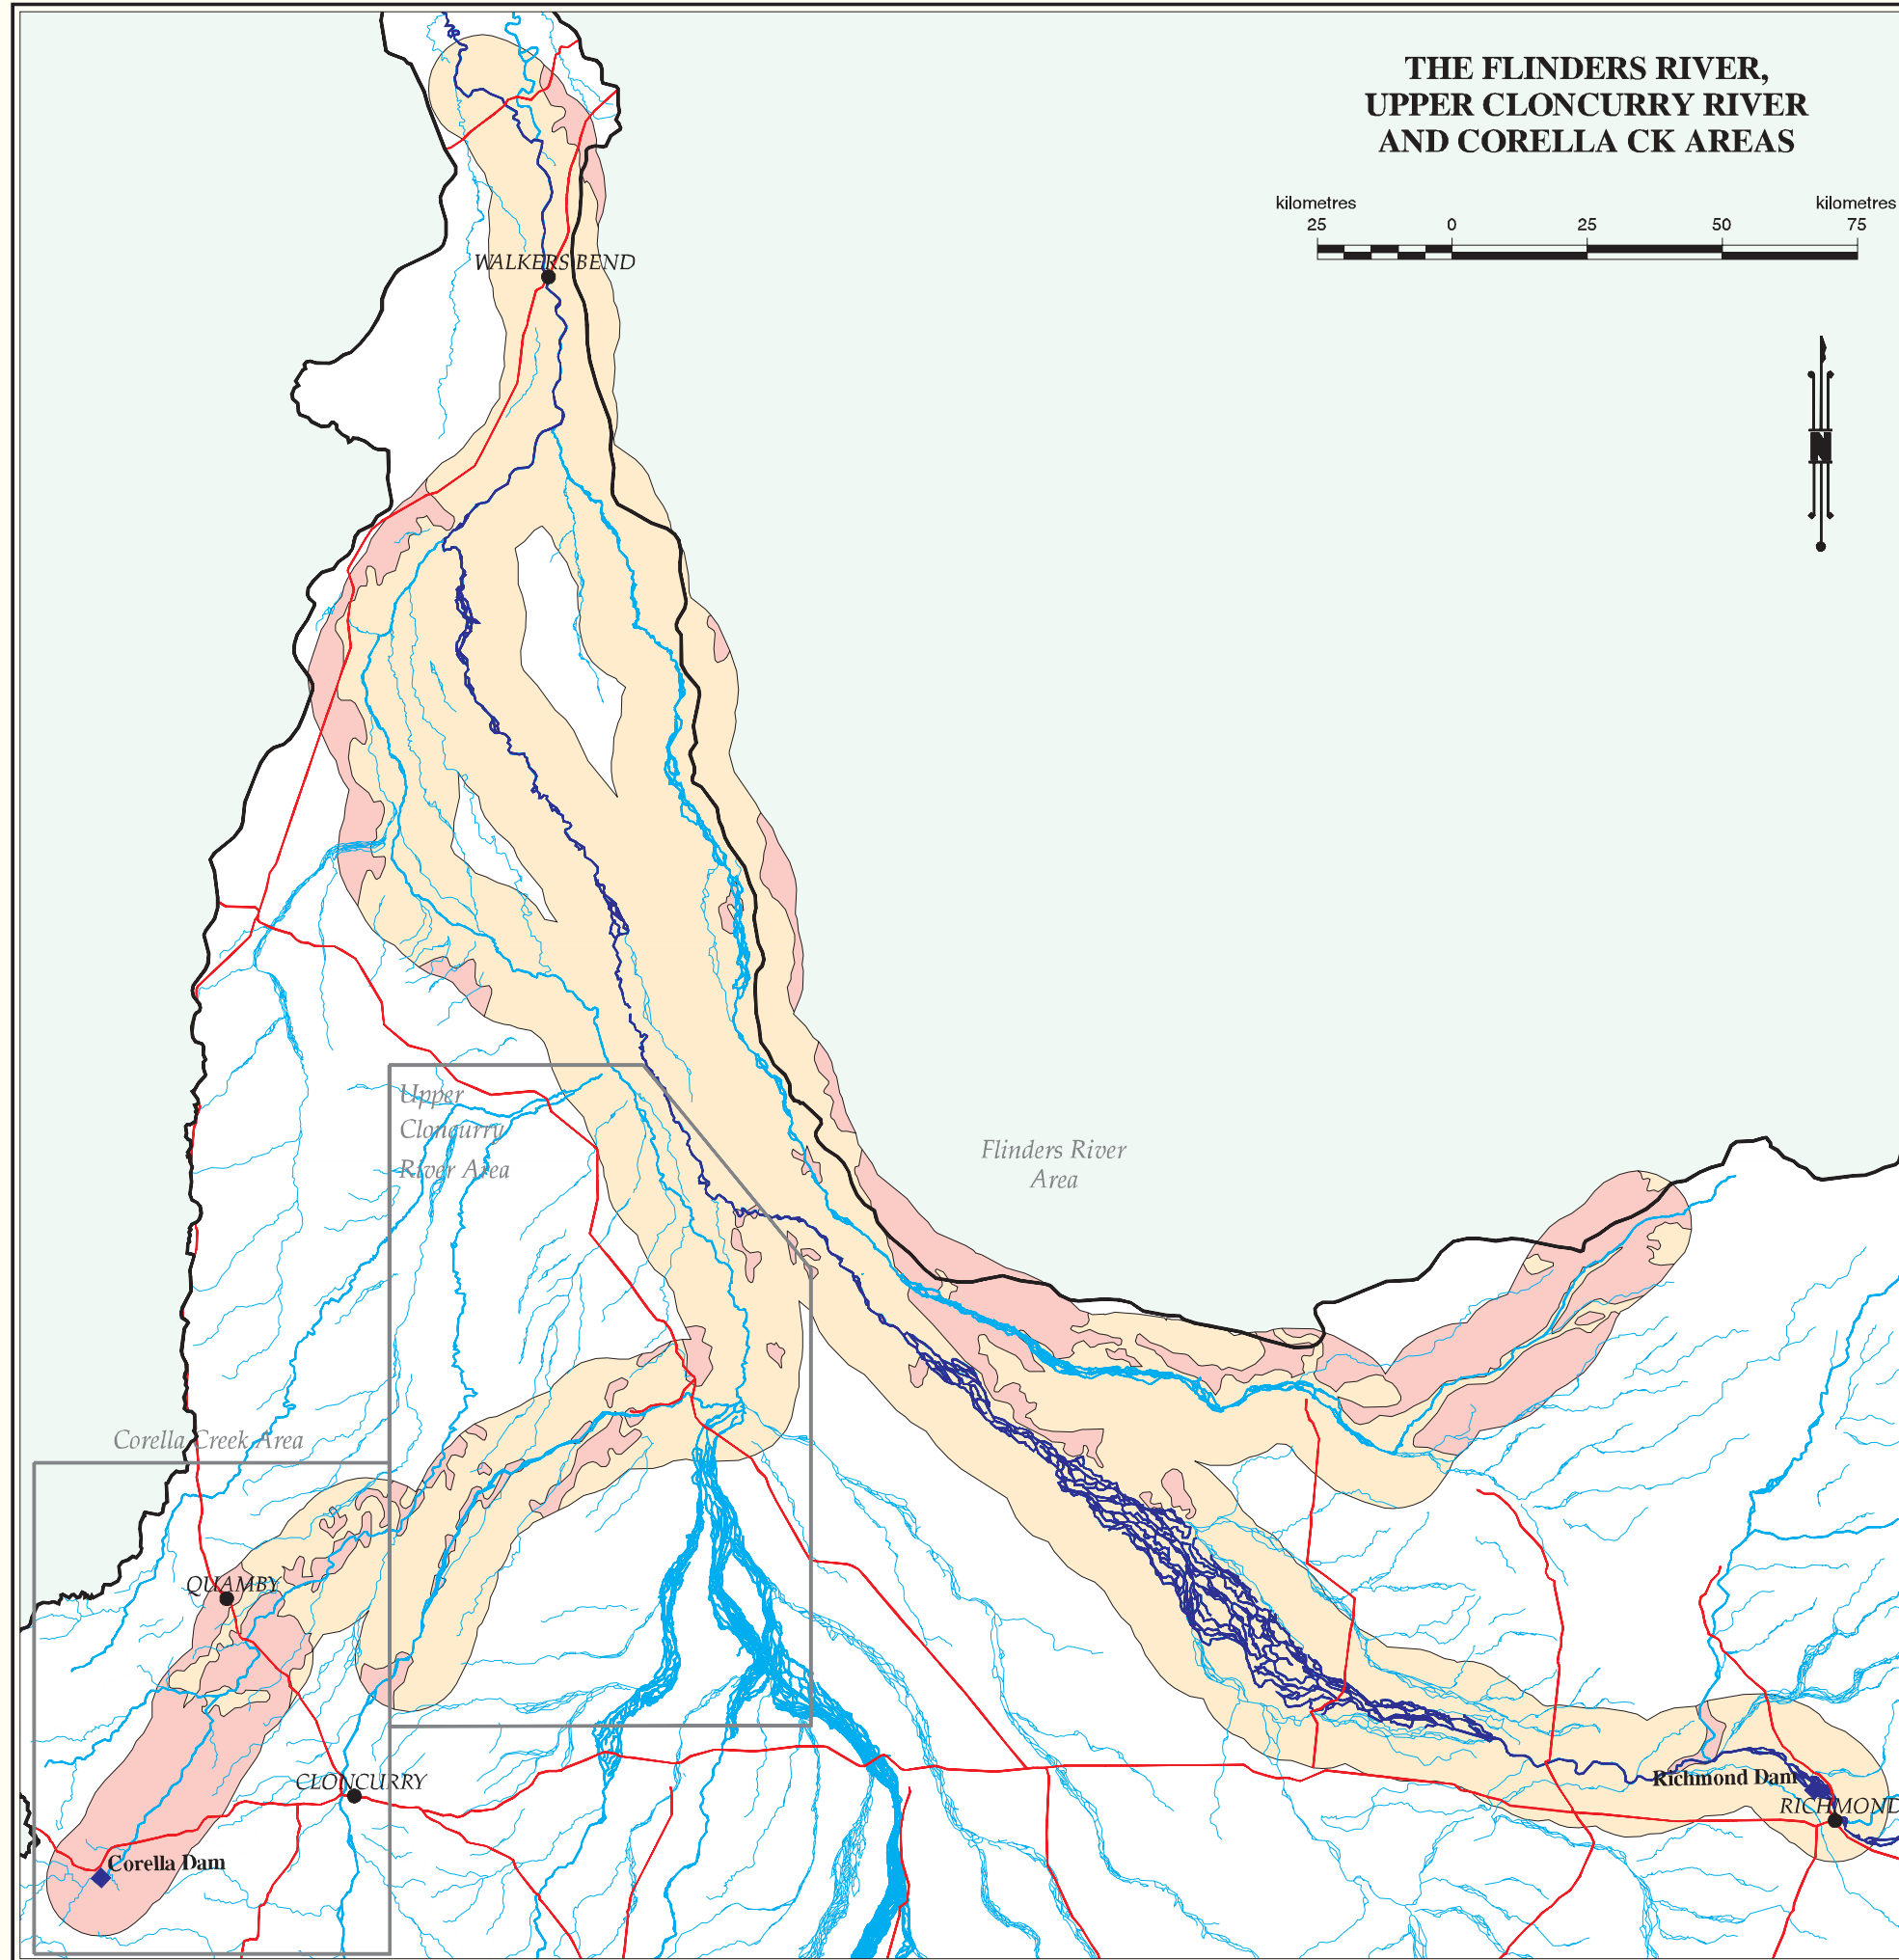 THE FLINDERS RIVER,
UPPER CLONCURRY RIVER
AND CORELLA CK AREAS
kilometres kilometres
25 0 25 50 75
WALKERS BEND
N
Upper
Cloncurry
River Area
Flinders River
Area
Corella Creek Area
QUAMBY
CLONCURRY
Richmond Dam
RICHMOND
Corella Dam